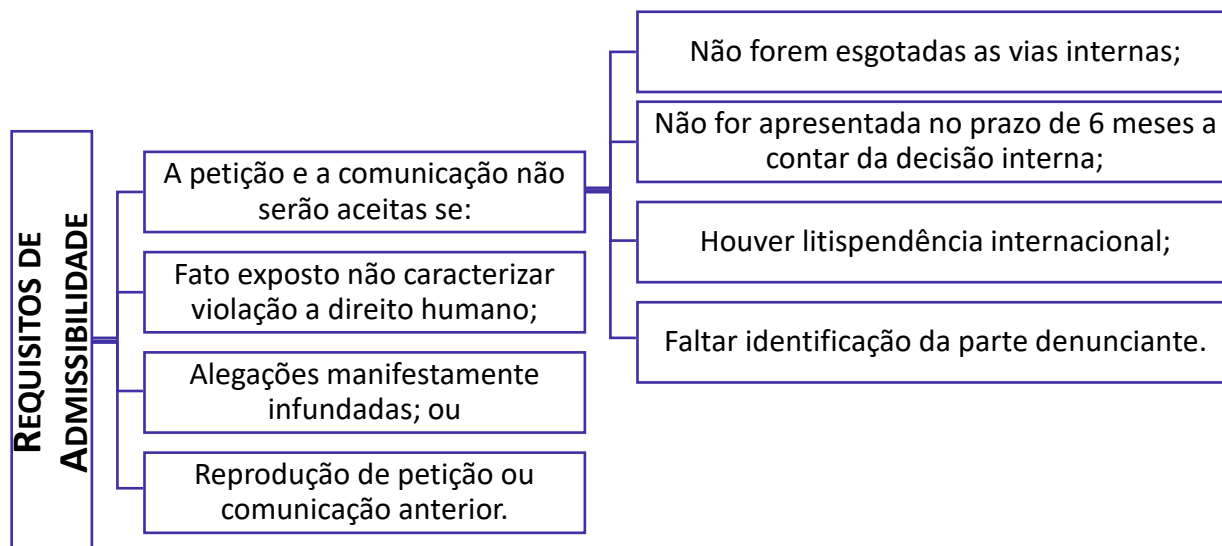 REQUISITOS DE
ADMISSIBILIDADE
A petição e a comunicação não
serão aceitas se:
Não forem esgotadas as vias internas;
Não for apresentada no prazo de 6 meses a
contar da decisão interna;
Houver litispendência internacional;
Faltar identificação da parte denunciante.
Fato exposto não caracterizar
violação a direito humano;
Alegações manifestamente
infundadas; ou
Reprodução de petição ou
comunicação anterior.